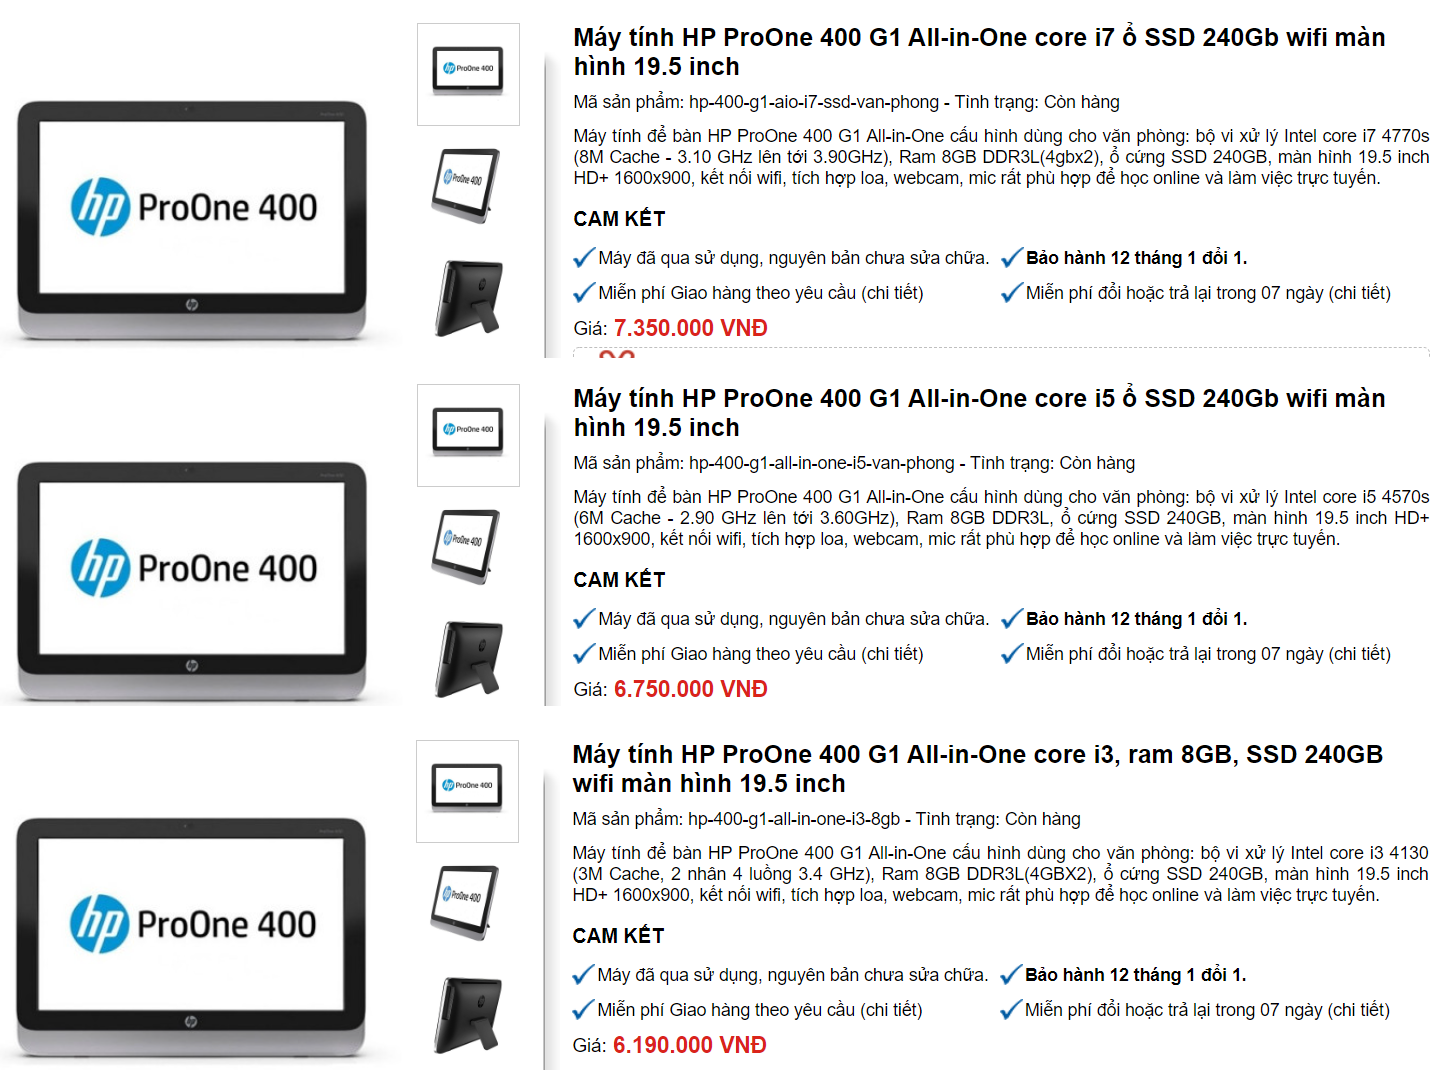 Máy tính HP ProOne 400 G1 All-in-One core i7 ổ SSD 240Gb wifi màn
hình 19.5 inch
Mã sản phẩm: hp-400-g1-aio-i7-ssd-van-phong - Tình trạng: Còn hàng
Máy tính để bàn HP ProOne 400 G1 All-in-One cấu hình dùng cho văn phòng: bộ vi xử lý Intel core i7 4770s
(8M Cache - 3.10 GHz lên tới 3.90GHz), Ram 8GB DDR3L(4gbx2), ổ cứng SSD 240GB, màn hình 19.5 inch
HD+ 1600x900, kết nối wifi, tích hợp loa, webcam, mic rất phù hợp để học online và làm việc trực tuyến.
CAM KẾT
Máy đã qua sử dụng, nguyên bản chưa sửa chữa. Bảo hành 12 tháng 1 đổi 1.
Miễn phí Giao hàng theo yêu cầu (chi tiết) Miễn phí đổi hoặc trả lại trong 07 ngày (chi tiết)
Giá: 7.350.000 VNĐ
hp ProOne 400
hp
hp ProOne 400
hp ProOne 400
Máy tính HP ProOne 400 G1 All-in-One core i5 ổ SSD 240Gb wifi màn
hình 19.5 inch
Mã sản phẩm: hp-400-g1-all-in-one-i5-van-phong - Tình trạng: Còn hàng
Máy tính để bàn HP ProOne 400 G1 All-in-One cấu hình dùng cho văn phòng: bộ vi xử lý Intel core i5 4570s
(6M Cache - 2.90 GHz lên tới 3.60GHz), Ram 8GB DDR3L, ổ cứng SSD 240GB, màn hình 19.5 inch HD+
1600x900, kết nối wifi, tích hợp loa, webcam, mic rất phù hợp để học online và làm việc trực tuyến.
CAM KẾT
Máy đã qua sử dụng, nguyên bản chưa sửa chữa. Bảo hành 12 tháng 1 đổi 1.
Miễn phí Giao hàng theo yêu cầu (chi tiết) Miễn phí đổi hoặc trả lại trong 07 ngày (chi tiết)
Giá: 6.750.000 VNĐ
hp ProOne 400
hp
hp ProOne 400
hp ProOne 400
Máy tính HP ProOne 400 G1 All-in-One core i3, ram 8GB, SSD 240GB
wifi màn hình 19.5 inch
Mã sản phẩm: hp-400-g1-all-in-one-i3-8gb - Tình trạng: Còn hàng
Máy tính để bàn HP ProOne 400 G1 All-in-One cấu hình dùng cho văn phòng: bộ vi xử lý Intel core i3 4130
(3M Cache, 2 nhân 4 luồng 3.4 GHz), Ram 8GB DDR3L(4GBX2), ổ cứng SSD 240GB, màn hình 19.5 inch
HD+ 1600x900, kết nối wifi, tích hợp loa, webcam, mic rất phù hợp để học online và làm việc trực tuyến.
CAM KẾT
Máy đã qua sử dụng, nguyên bản chưa sửa chữa. Bảo hành 12 tháng 1 đổi 1.
Miễn phí Giao hàng theo yêu cầu (chi tiết) Miễn phí đổi hoặc trả lại trong 07 ngày (chi tiết)
Giá: 6.190.000 VNĐ
hp ProOne 400
hp
hp ProOne 400
hp ProOne 400